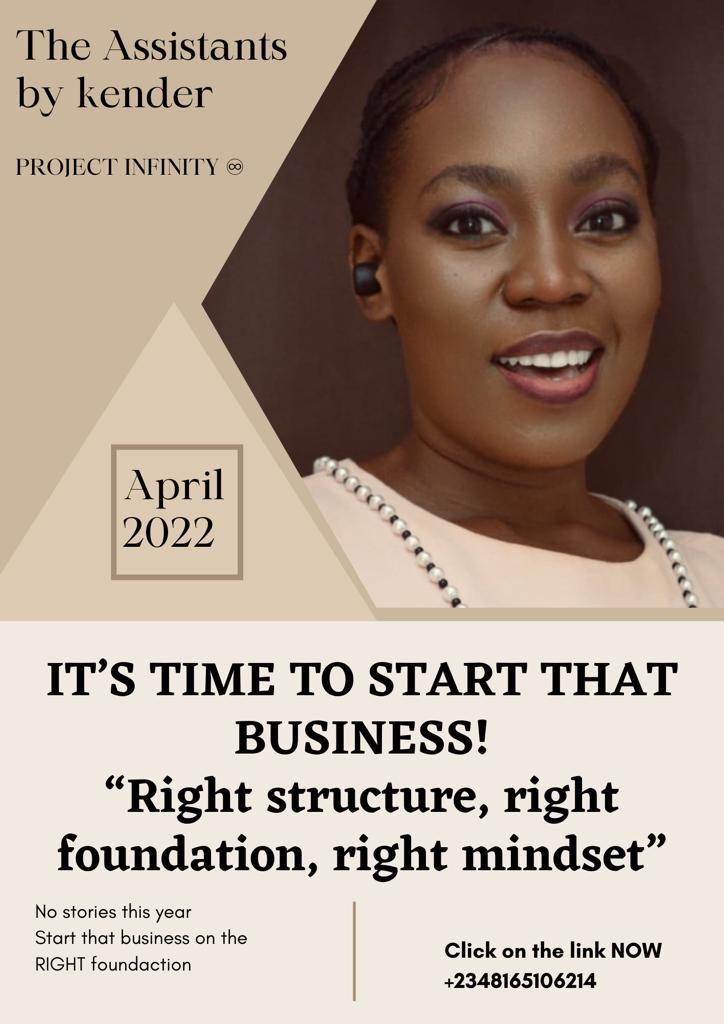 The Assistants
by kender
PROJECT INFINITY ♾
April
2022
IT’S TIME TO START THAT
BUSINESS!
“Right structure, right
foundation, right mindset”
No stories this year
Start that business on the
RIGHT foundaction
Click on the link NOW
+2348165106214